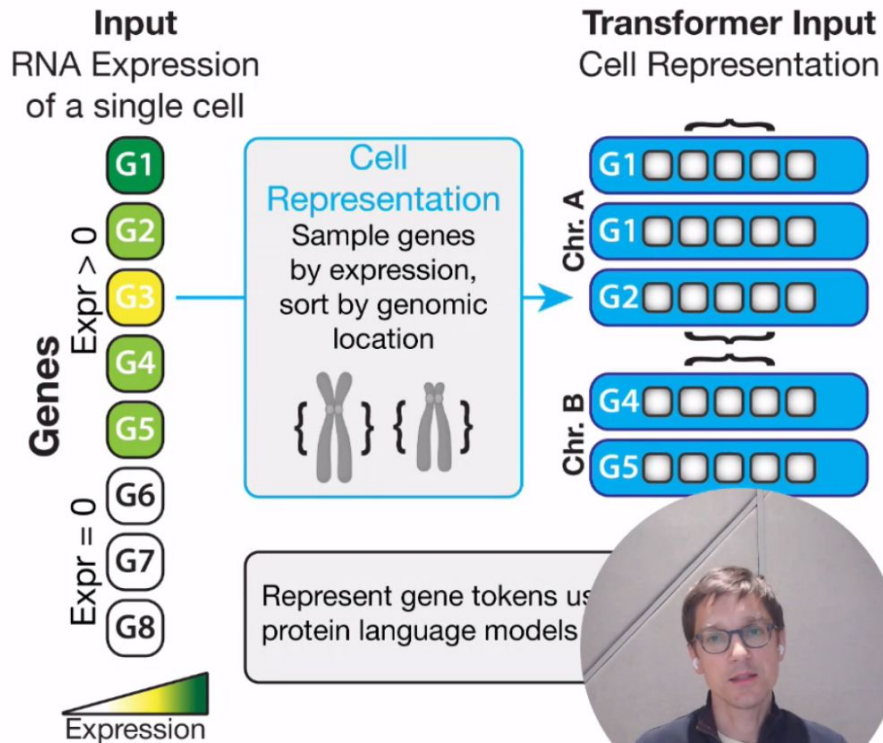 Input
RNA Expression
of a single cell
Genes
Expr > 0
Expr = 0
G1
G2
G3
G4
G5
G6
G7
G8
Expression
Cell
Representation
Sample genes
by expression,
sort by genomic
location
Represent gene tokens
protein language models
Transformer Input
Cell Representation
Chr. A
G1
G1
G2
Chr. B
G4
G5